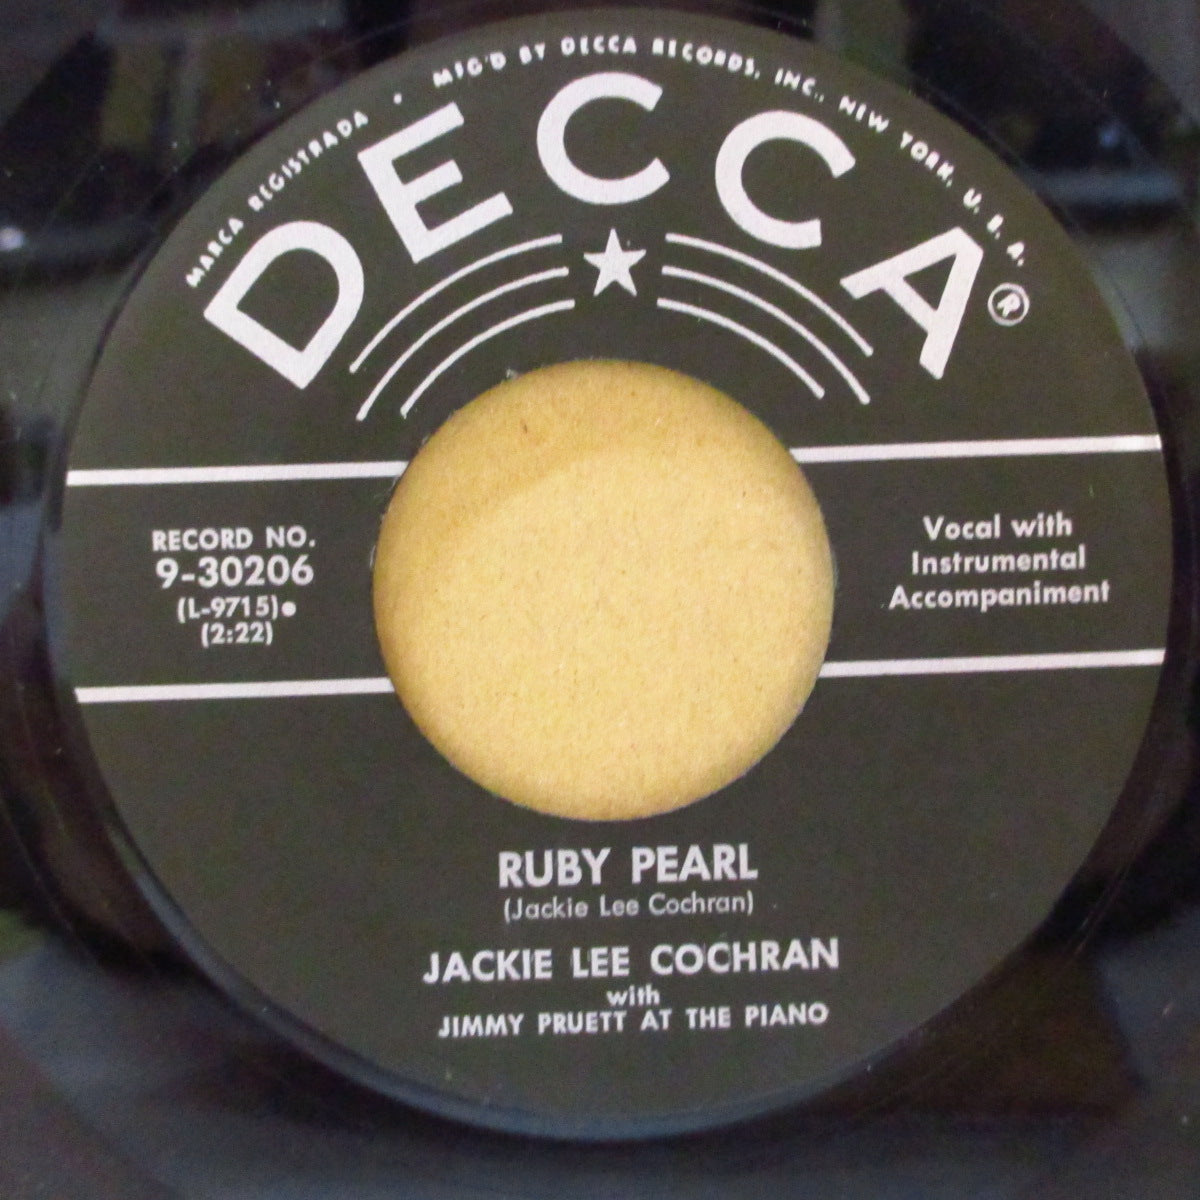 MARCA REGISTRADA • MFG'D BY DECCA RECORDS, INC., NEW YORK, U. S. A.
DECCA®
RECORD NO.
9-30206
(L-9715)●
(2:22)
Vocal with
Instrumental
Accompaniment
RUBY PEARL
(Jackie Lee Cochran)
JACKIE LEE COCHRAN
with
JIMMY PRUETT AT THE PIANO